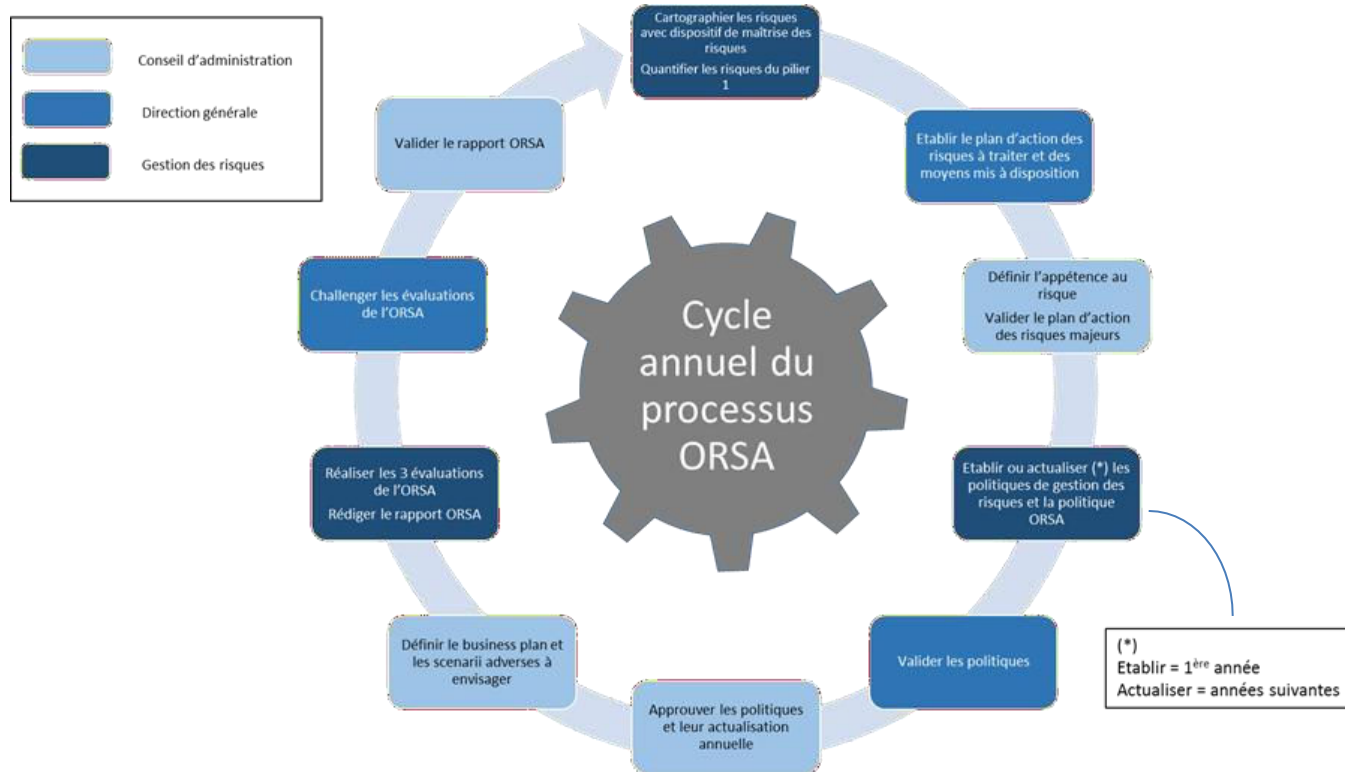 Conseil d'administration
Direction générale
Gestion des risques
Cartographier les risques
avec dispositif de maîtrise des
risques
Quantifier les risques du pilier
1
Etablir le plan d'action des
risques à traiter et des
moyens mis à disposition
Définir l'appétence au
risque
Valider le plan d'action
des risques majeurs
Etablir ou actualiser (*) les
politiques de gestion des
risques et la politique
ORSA
(*)
Etablir = 1ère année
Actualiser = années suivantes
Valider les politiques
Approuver les politiques
et leur actualisation
annuelle
Définir le business plan et
les scenarii adverses à
envisager
Réaliser les 3 évaluations
de l'ORSA
Rédiger le rapport ORSA
Challenger les évaluations
de l'ORSA
Valider le rapport ORSA
Cycle
annuel du
processus
ORSA